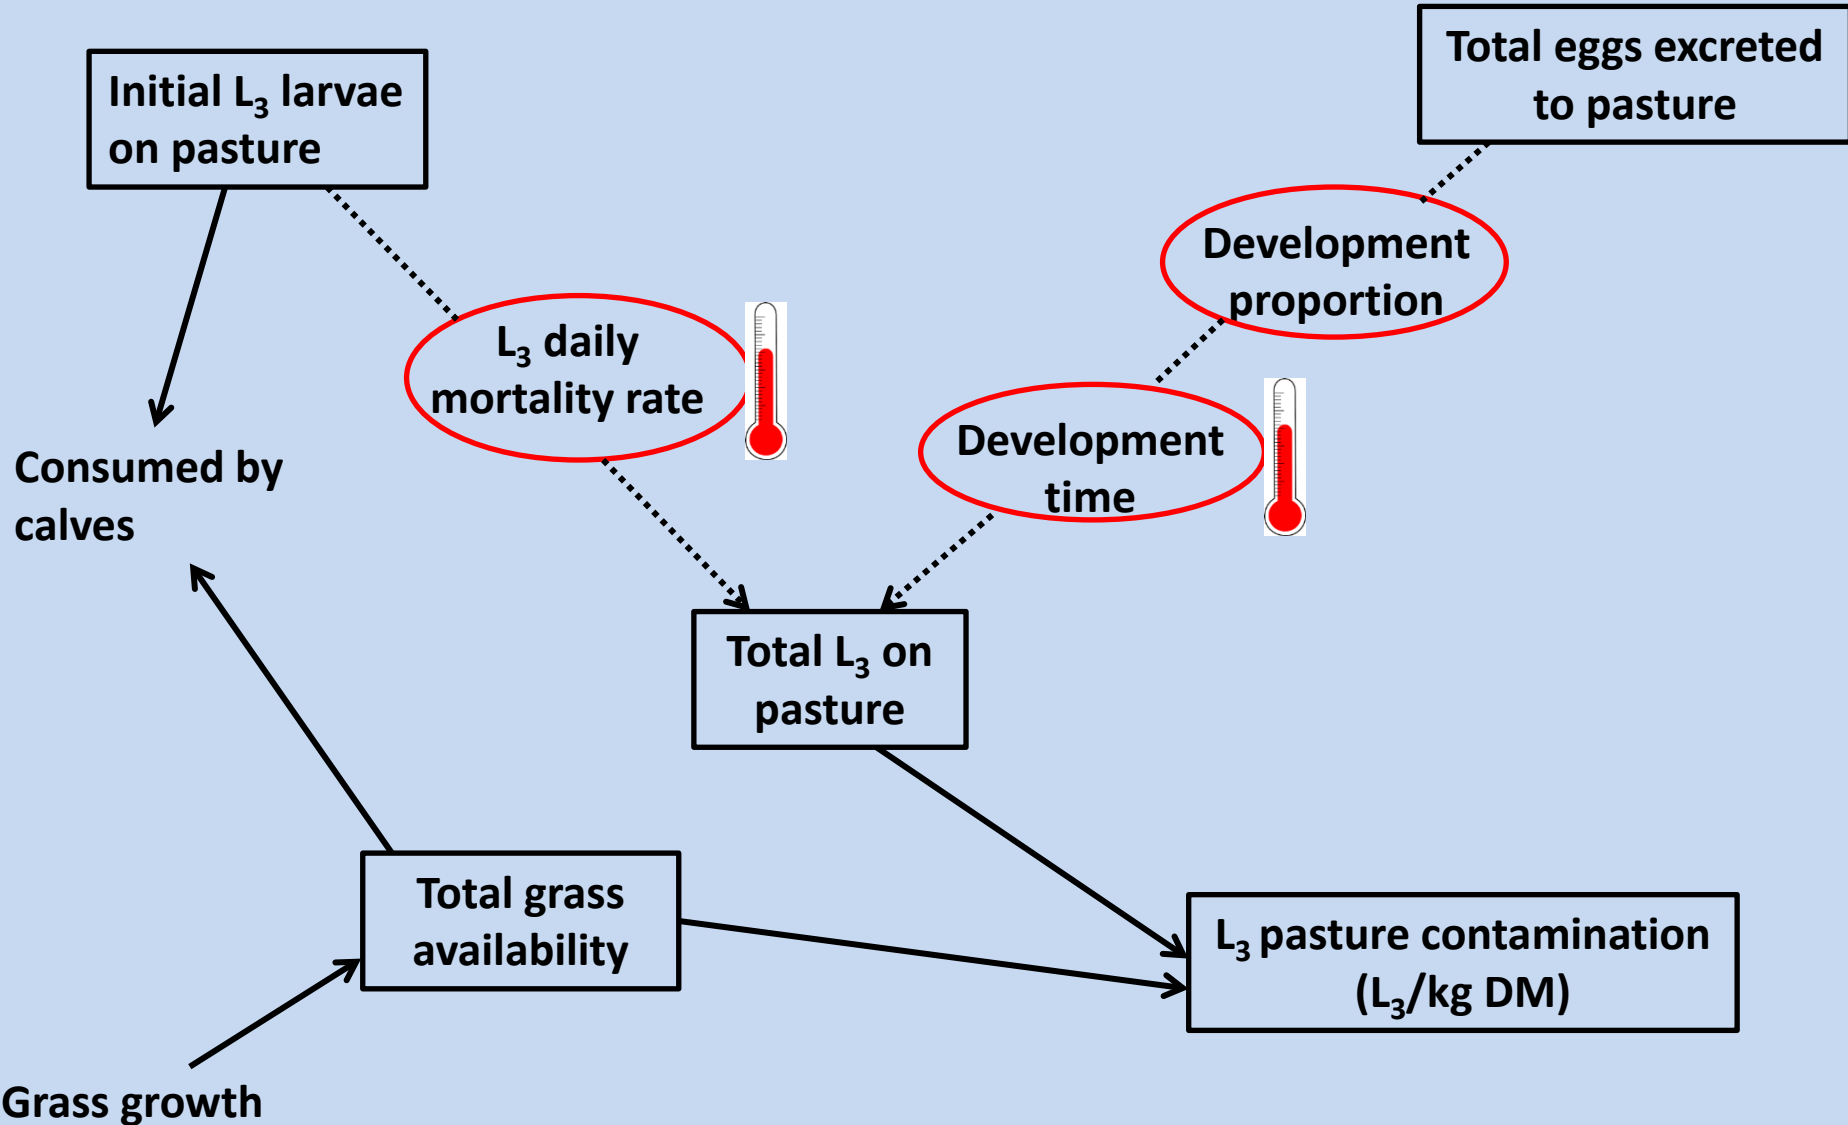 Initial L₃ larvae
on pasture
Total eggs excreted
to pasture
Development
proportion
L₃ daily
mortality rate
Development
time
Consumed by
calves
Total L₃ on
pasture
Total grass
availability
L₃ pasture contamination
(L₃/kg DM)
Grass growth